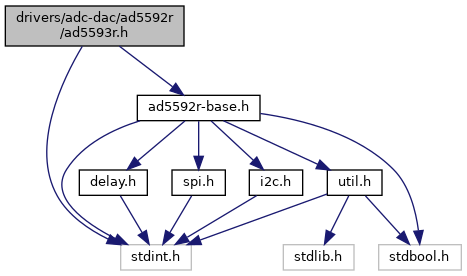 drivers/adc-dac/ad5592r
/ad5593r.h
ad5592r-base.h
delay.h
spi.h
i2c.h
util.h
stdint.h
stdlib.h
stdbool.h